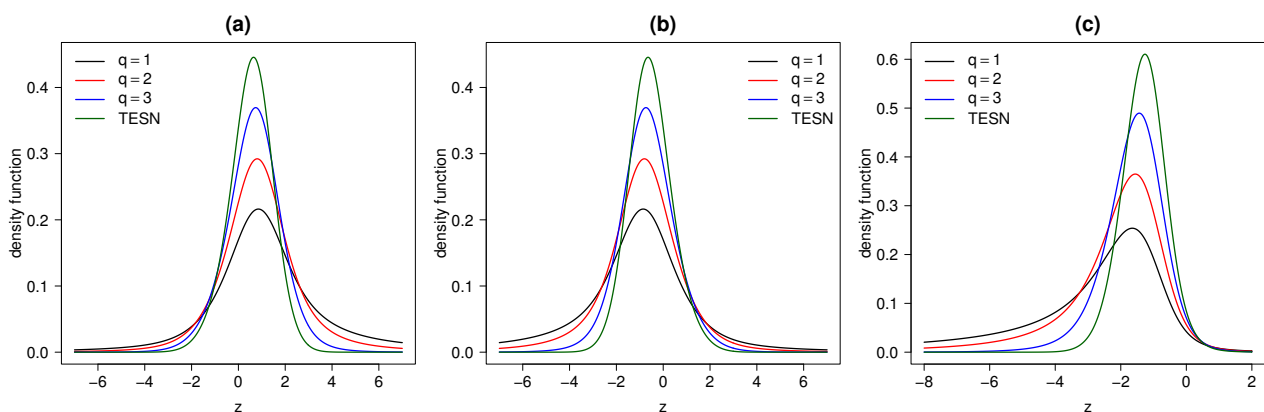 (a)
density function
0.4
0.3
0.2
0.1
0.0
q = 1
q = 2
q = 3
TESN
−6 −4 −2 0 2 4 6
z
(b)
density function
0.4
0.3
0.2
0.1
0.0
q = 1
q = 2
q = 3
TESN
−6 −4 −2 0 2 4 6
z
(c)
density function
0.6
0.5
0.4
0.3
0.2
0.1
0.0
q = 1
q = 2
q = 3
TESN
−8 −6 −4 −2 0 2
z